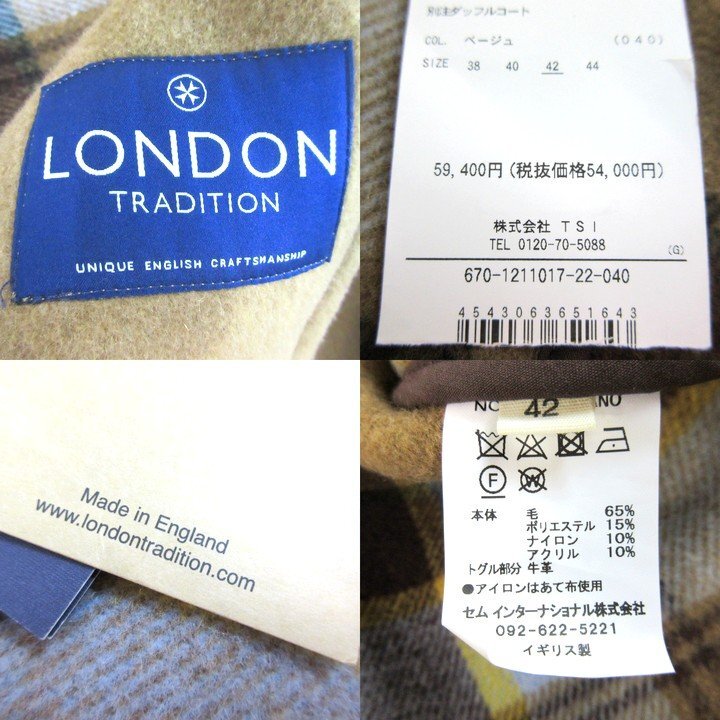 LONDON
TRADITION
UNIQUE ENGLISH CRAFTSMANSHIP
別注ダッフルコート
COL. ベージュ (040)
SIZE 38 40 42 44
59,400円(税抜価格54,000円)
株式会社 TSI
TEL 0120-70-5088
(G)
670-1211017-22-040
4543063651643
Made in England
www.londontradition.com
42
本体 毛 65%
ポリエステル 15%
ナイロン 10%
アクリル 10%
トグル部分 牛革
●アイロンはあて布使用
セム インターナショナル株式会社
092-622-5221
イギリス製